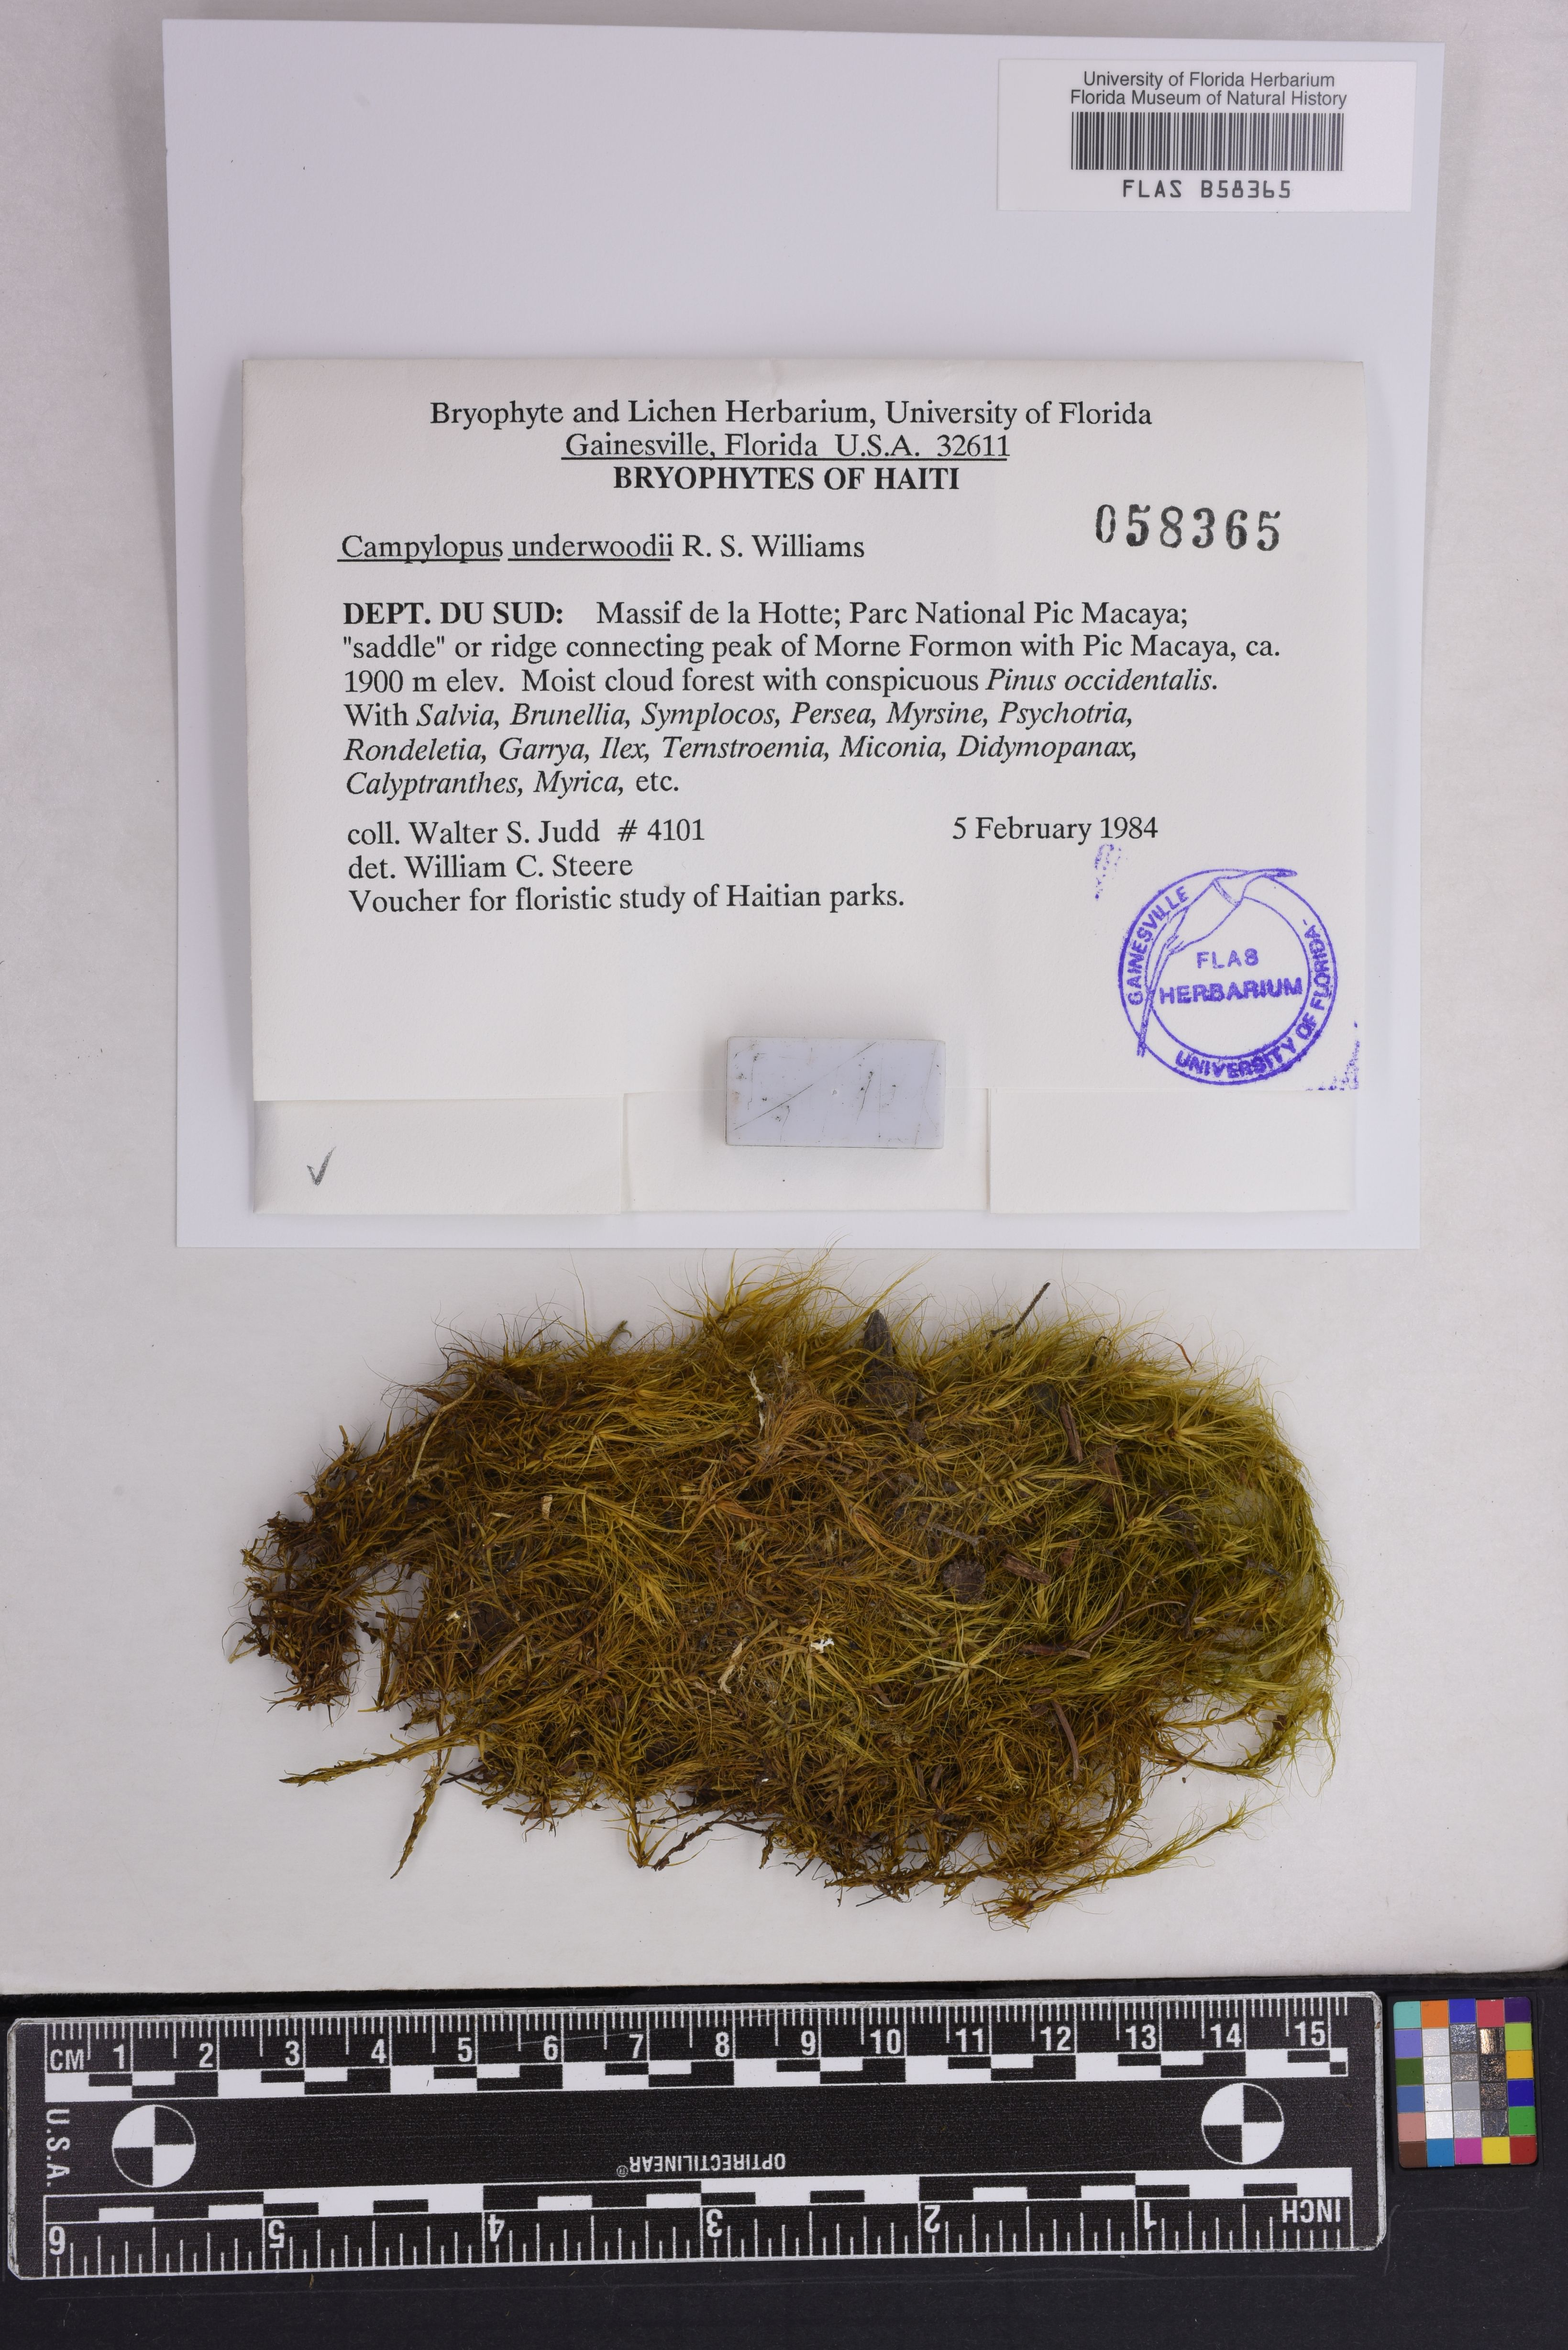 University of Florida Herbarium
Florida Museum of Natural History
FLAS B58365
Bryophyte and Lichen Herbarium, University of Florida
Gainesville, Florida U.S.A. 32611
BRYOPHYTES OF HAITI
058365
Campylopus underwoodii R. S. Williams
DEPT. DU SUD: Massif de la Hotte; Parc National Pic Macaya;
"saddle" or ridge connecting peak of Morne Formon with Pic Macaya, ca.
1900 m elev. Moist cloud forest with conspicuous Pinus occidentalis.
With Salvia, Brunellia, Symplocos, Persea, Myrsine, Psychotria,
Rondeletia, Garrya, Ilex, Ternstroemia, Miconia, Didymopanax,
Calyptranthes, Myrica, etc.
coll. Walter S. Judd # 4101 5 February 1984
det. William C. Steere
Voucher for floristic study of Haitian parks.
GAINESVILLE
FLAS
HERBARIUM
UNIVERSITY OF FLORIDA-
CM 1 2 3 4 5 6 7 8 9 10 11 12 13 14 15
U.S.A.
OPTIRECTILINEAR®
6 5 4 3 2 1 INCH